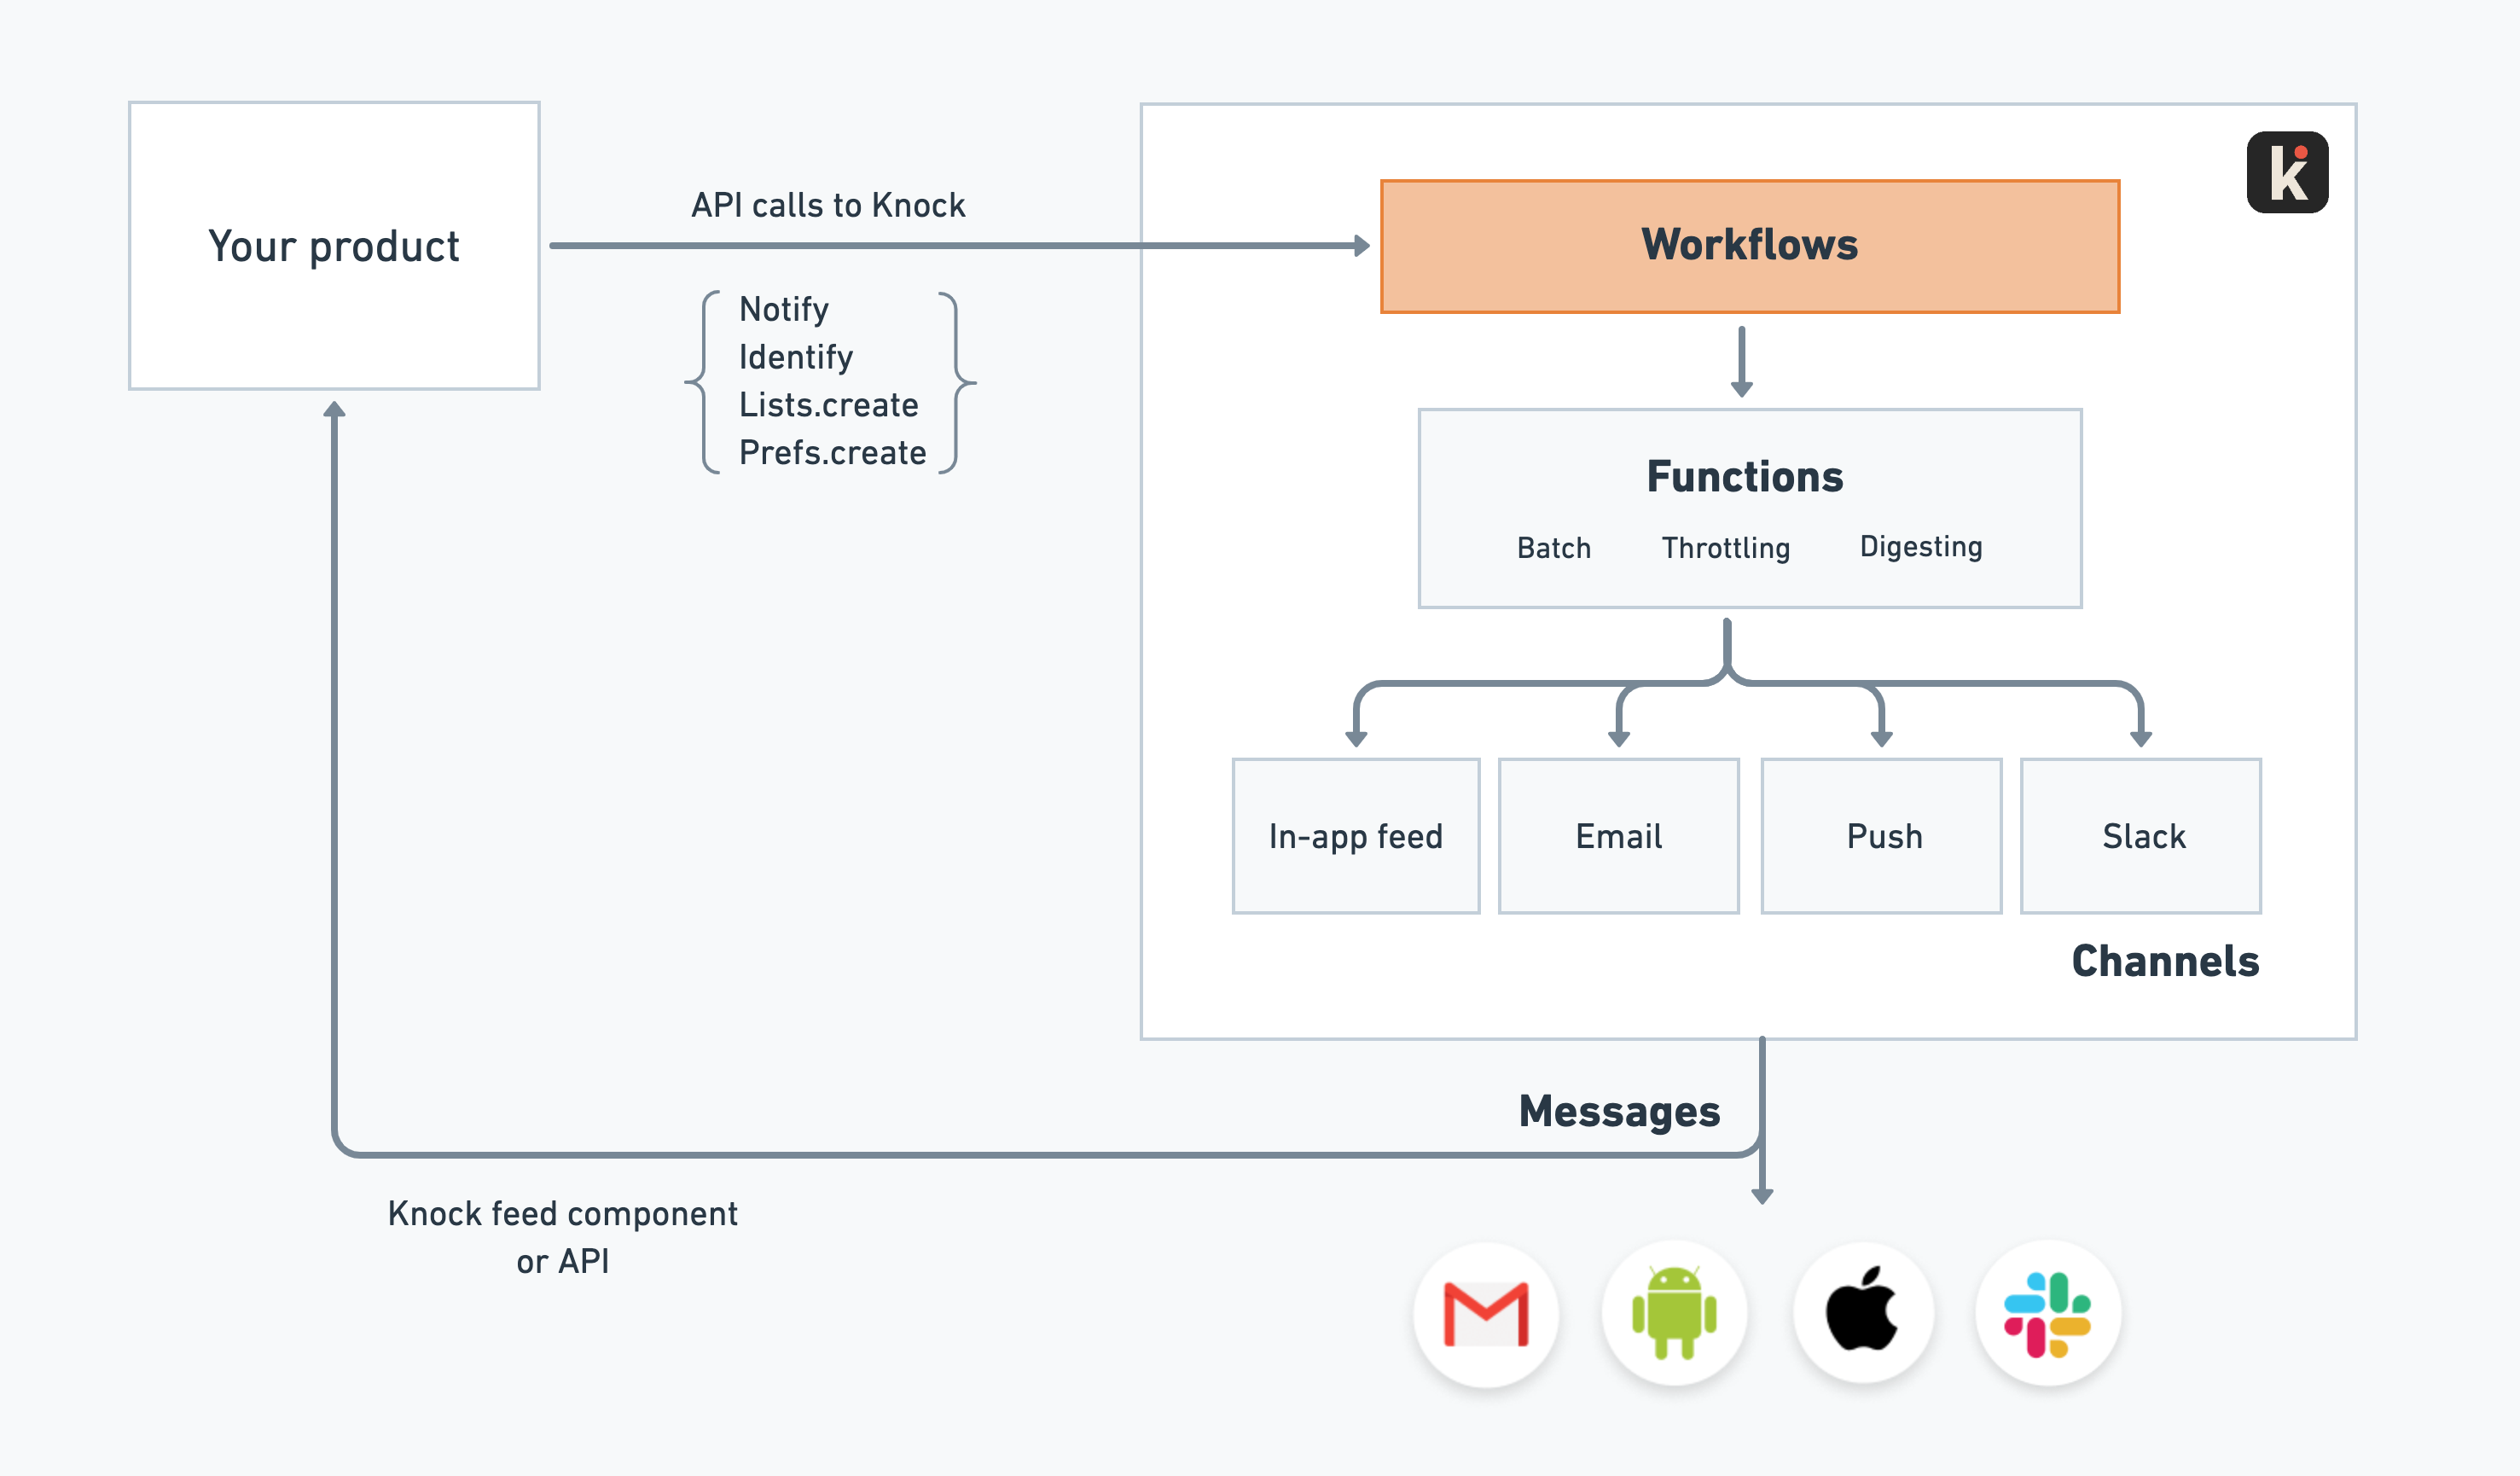 Your product
API calls to Knock
Notify
Identify
Lists.create
Prefs.create
k
Workflows
Functions
Batch Throttling Digesting
In-app feed Email Push Slack
Channels
Messages
Knock feed component
or API